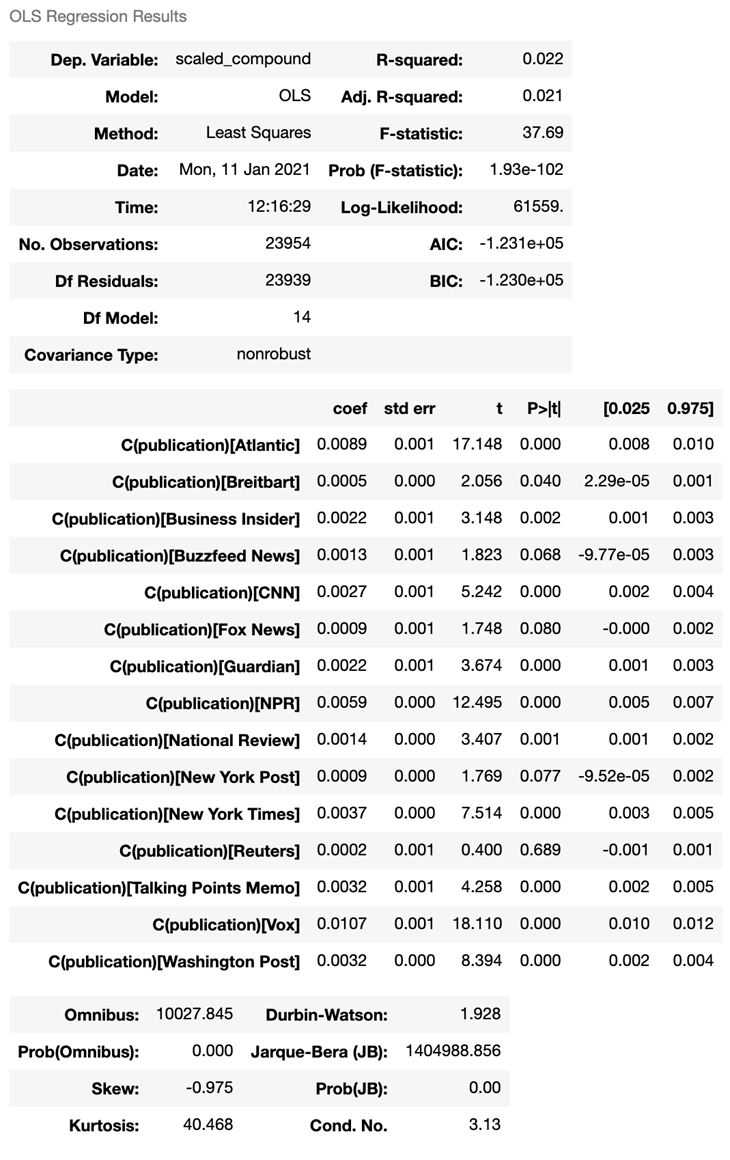 OLS Regression Results
Dep. Variable: scaled_compound R-squared: 0.022
Model: OLS Adj. R-squared: 0.021
Method: Least Squares F-statistic: 37.69
Date: Mon, 11 Jan 2021 Prob (F-statistic): 1.93e-102
Time: 12:16:29 Log-Likelihood: 61559.
No. Observations: 23954 AIC: -1.231e+05
Df Residuals: 23939 BIC: -1.230e+05
Df Model: 14
Covariance Type: nonrobust
coef std err t P>|t| [0.025 0.975]
C(publication)[Atlantic] 0.0089 0.001 17.148 0.000 0.008 0.010
C(publication)[Breitbart] 0.0005 0.000 2.056 0.040 2.29e-05 0.001
C(publication)[Business Insider] 0.0022 0.001 3.148 0.002 0.001 0.003
C(publication)[Buzzfeed News] 0.0013 0.001 1.823 0.068 -9.77e-05 0.003
C(publication)[CNN] 0.0027 0.001 5.242 0.000 0.002 0.004
C(publication)[Fox News] 0.0009 0.001 1.748 0.080 -0.000 0.002
C(publication)[Guardian] 0.0022 0.001 3.674 0.000 0.001 0.003
C(publication)[NPR] 0.0059 0.000 12.495 0.000 0.005 0.007
C(publication)[National Review] 0.0014 0.000 3.407 0.001 0.001 0.002
C(publication)[New York Post] 0.0009 0.000 1.769 0.077 -9.52e-05 0.002
C(publication)[New York Times] 0.0037 0.000 7.514 0.000 0.003 0.005
C(publication)[Reuters] 0.0002 0.001 0.400 0.689 -0.001 0.001
C(publication)[Talking Points Memo] 0.0032 0.001 4.258 0.000 0.002 0.005
C(publication)[Vox] 0.0107 0.001 18.110 0.000 0.010 0.012
C(publication)[Washington Post] 0.0032 0.000 8.394 0.000 0.002 0.004
Omnibus: 10027.845 Durbin-Watson: 1.928
Prob(Omnibus): 0.000 Jarque-Bera (JB): 1404988.856
Skew: -0.975 Prob(JB): 0.00
Kurtosis: 40.468 Cond. No. 3.13